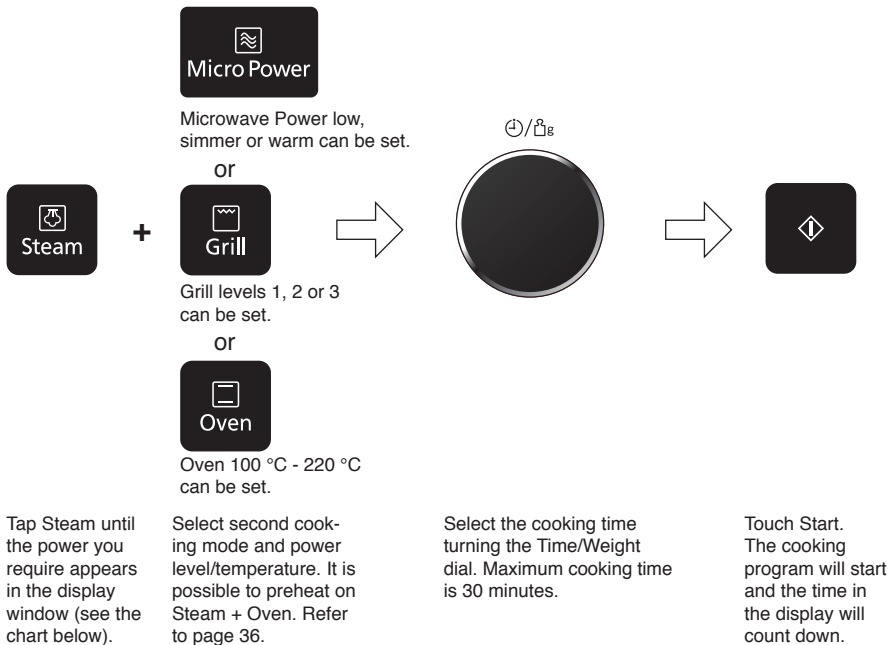 Micro Power
Microwave Power low,
simmer or warm can be set.
or
Steam
+
Grill
Grill levels 1, 2 or 3
can be set.
or
Oven
Oven 100 °C - 220 °C
can be set.
/g
Tap Steam until
the power you
require appears
in the display
window (see the
chart below).
Select second cook-
ing mode and power
level/temperature. It is
possible to preheat on
Steam + Oven. Refer
to page 36.
Select the cooking time
turning the Time/Weight
dial. Maximum cooking time
is 30 minutes.
Touch Start.
The cooking
program will start
and the time in
the display will
count down.